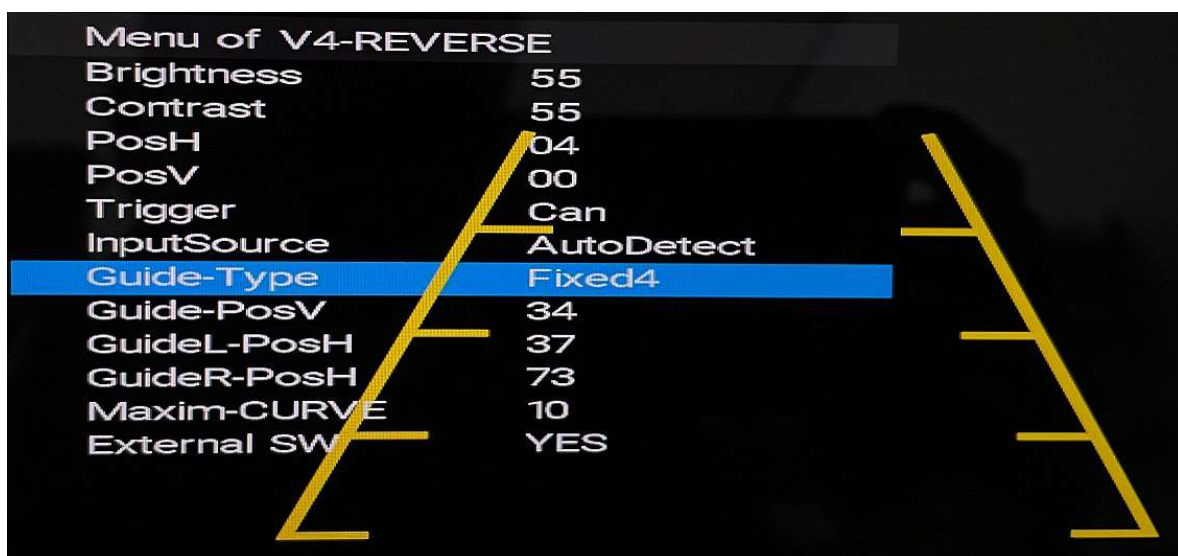 Menu of V4-REVERSE
Brightness 55
Contrast 55
PosH 04
PosV 00
Trigger Can
InputSource AutoDetect
Guide-Type Fixed4
Guide-PosV 34
GuideL-PosH 37
GuideR-PosH 73
Maxim-CURVE 10
External SW YES